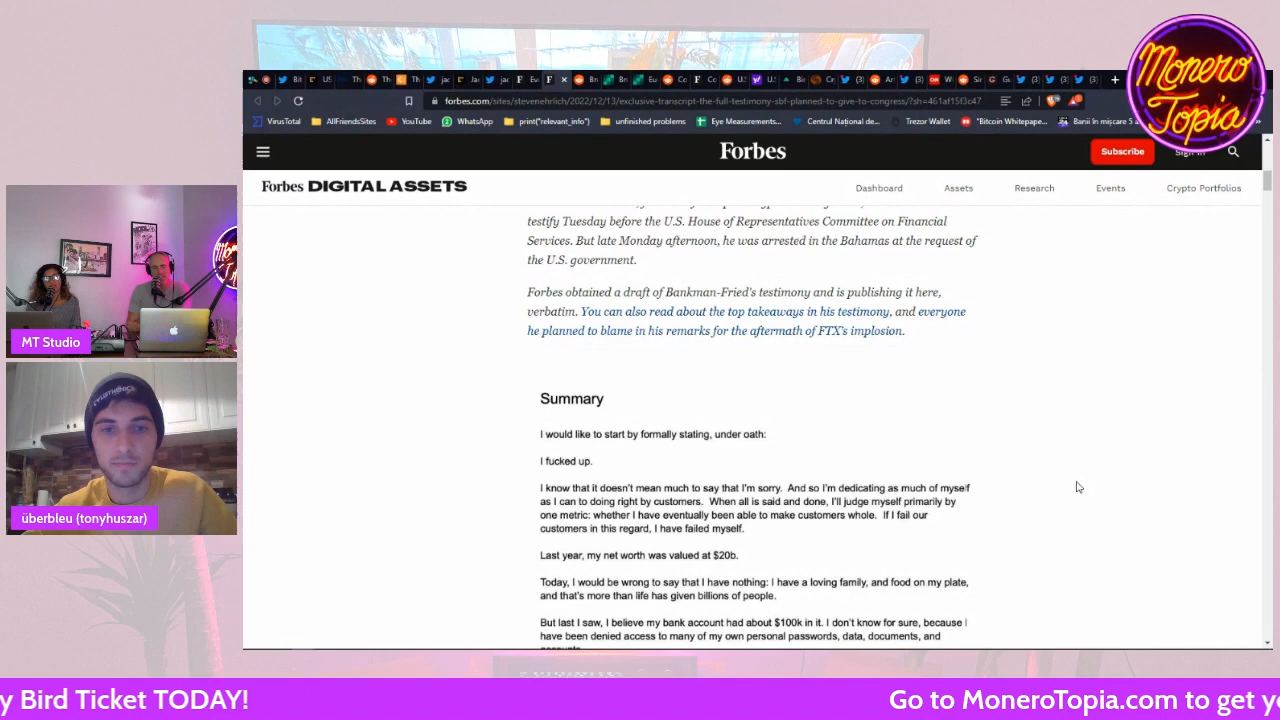 Monero
Topia
forbes.com/sites/stevenehrlich/2022/12/13/exclusive-transcript-the-full-testimony-sbf-planned-to-give-to-congress/?sh=461af15f3c47
VirusTotal AllFriendsSites YouTube WhatsApp print("relevant_info") unfinished problems Eye Measurements... Centrul Național de... Trezor Wallet "Bitcoin Whitepape... Banii în mișcare 5
Forbes
Subscribe
Sign In
Forbes DIGITAL ASSETS
Dashboard Assets Research Events Crypto Portfolios
testify Tuesday before the U.S. House of Representatives Committee on Financial
Services. But late Monday afternoon, he was arrested in the Bahamas at the request of
the U.S. government.
Forbes obtained a draft of Bankman-Fried's testimony and is publishing it here,
verbatim. You can also read about the top takeaways in his testimony, and everyone
he planned to blame in his remarks for the aftermath of FTX's implosion.
Summary
I would like to start by formally stating, under oath:
I fucked up.
I know that it doesn't mean much to say that I'm sorry. And so I'm dedicating as much of myself
as I can to doing right by customers. When all is said and done, I'll judge myself primarily by
one metric: whether I have eventually been able to make customers whole. If I fail our
customers in this regard, I have failed myself.
Last year, my net worth was valued at $20b.
Today, I would be wrong to say that I have nothing: I have a loving family, and food on my plate,
and that's more than life has given billions of people.
But last I saw, I believe my bank account had about $100k in it. I don't know for sure, because I
have been denied access to many of my own personal passwords, data, documents, and
MT Studio
überbleu (tonyhuszar)
y Bird Ticket TODAY!
Go to MoneroTopia.com to get yo